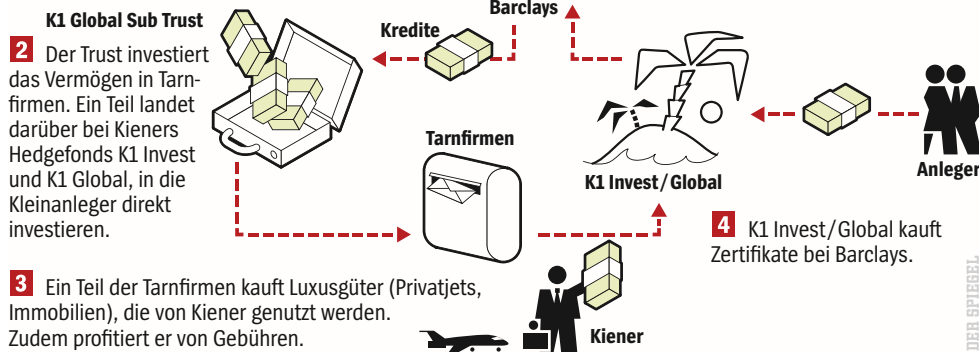 K1 Global Sub Trust
2 Der Trust investiert
das Vermögen in Tarn-
firmen. Ein Teil landet
darüber bei Kieners
Hedgefonds K1 Invest
und K1 Global, in die
Kleinanleger direkt
investieren.
Kredite
Barclays
Tarnfirmen
K1 Invest/Global
Anleger
4 K1 Invest/Global kauft
Zertifikate bei Barclays.
3 Ein Teil der Tarnfirmen kauft Luxusgüter (Privatjets,
Immobilien), die von Kiener genutzt werden.
Zudem profitiert er von Gebühren.
Kiener
DER SPIEGEL